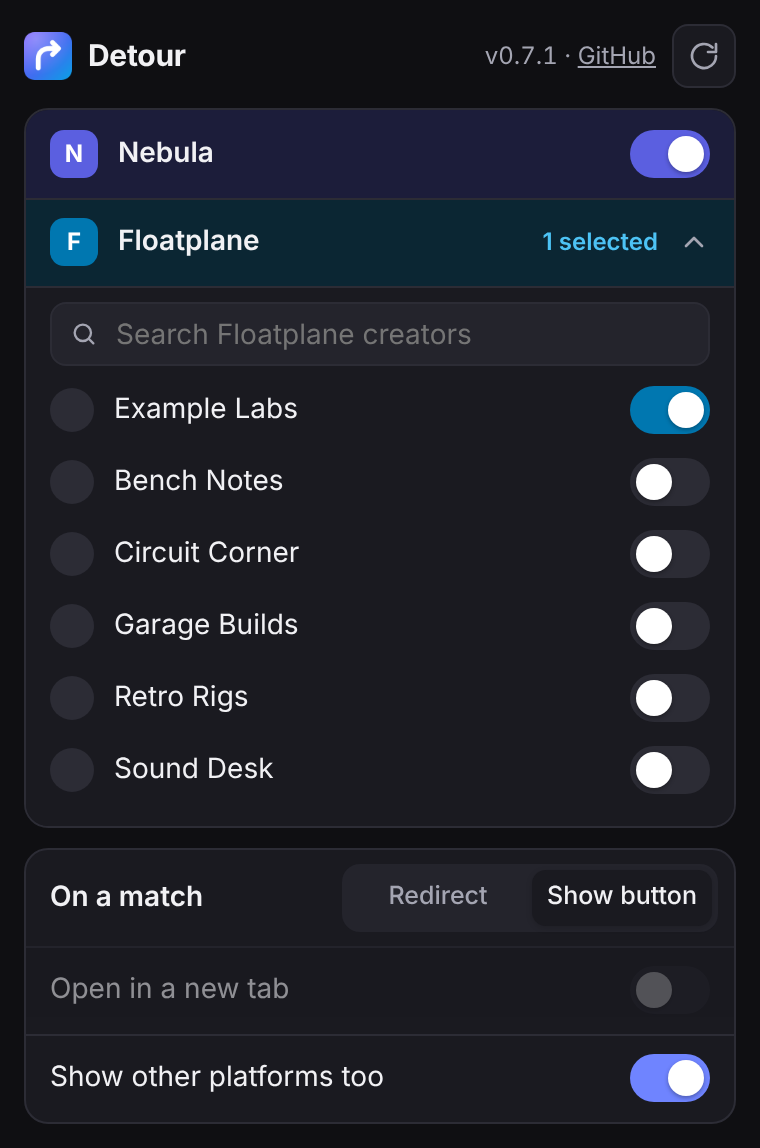 Detour
v0.7.1 · GitHub
N Nebula
F Floatplane 1 selected
Search Floatplane creators
Example Labs
Bench Notes
Circuit Corner
Garage Builds
Retro Rigs
Sound Desk
On a match Redirect Show button
Open in a new tab
Show other platforms too